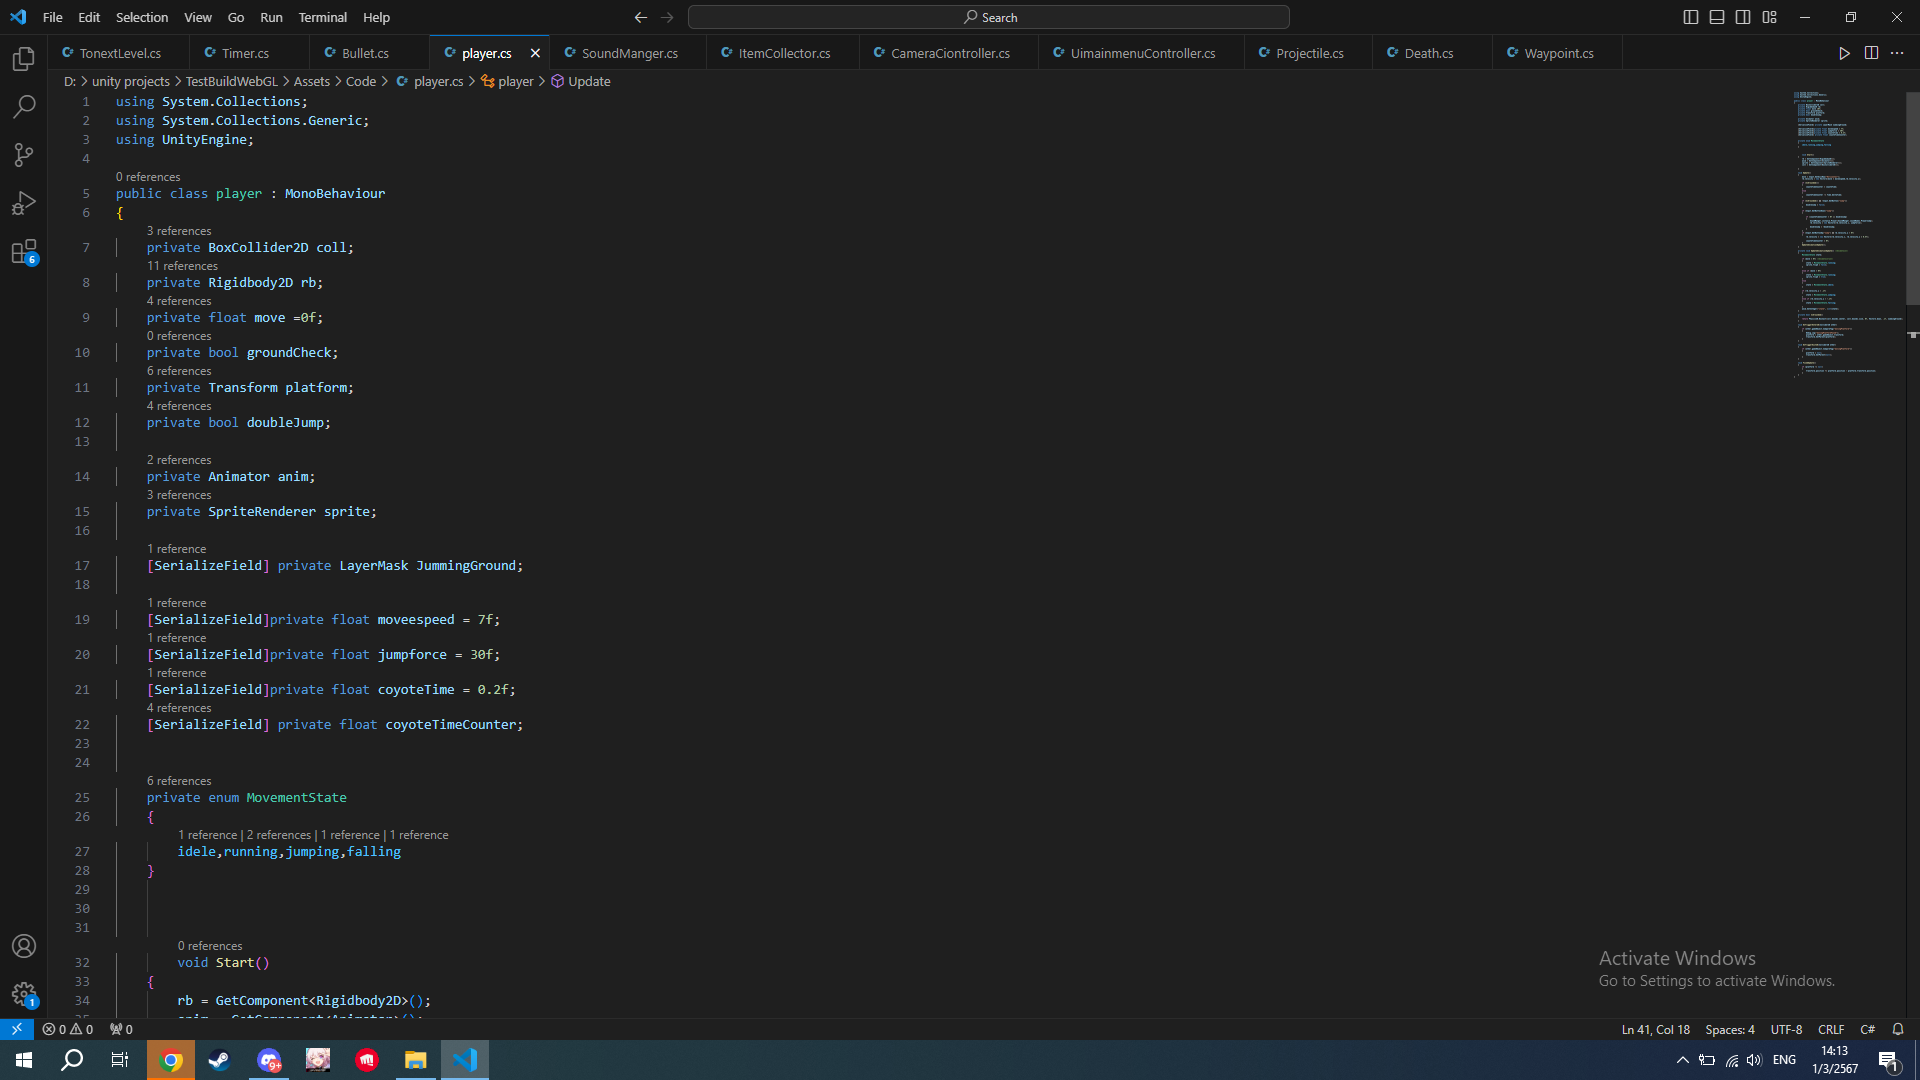 File Edit Selection View Go Run Terminal Help
Search
TonextLevel.cs Timer.cs Bullet.cs player.cs SoundManger.cs ItemCollector.cs CameraCiontroller.cs UimainmenuController.cs Projectile.cs Death.cs Waypoint.cs
D: > unity projects > TestBuildWebGL > Assets > Code > player.cs > player > Update
1 using System.Collections;
2 using System.Collections.Generic;
3 using UnityEngine;
4
0 references
5 public class player : MonoBehaviour
6 {
3 references
7 private BoxCollider2D coll;
11 references
8 private Rigidbody2D rb;
4 references
9 private float move =0f;
0 references
10 private bool groundCheck;
6 references
11 private Transform platform;
4 references
12 private bool doubleJump;
13
2 references
14 private Animator anim;
3 references
15 private SpriteRenderer sprite;
16
1 reference
17 [SerializeField] private LayerMask JummingGround;
18
1 reference
19 [SerializeField]private float moveespeed = 7f;
1 reference
20 [SerializeField]private float jumpforce = 30f;
1 reference
21 [SerializeField]private float coyoteTime = 0.2f;
4 references
22 [SerializeField] private float coyoteTimeCounter;
23
24
6 references
25 private enum MovementState
26 {
1 reference | 2 references | 1 reference | 1 reference
27 idele,running,jumping,falling
28 }
29
30
31
0 references
32 void Start()
33 {
34 rb = GetComponent<Rigidbody2D>();
6
1
Activate Windows
Go to Settings to activate Windows.
0 0 0 Ln 41, Col 18 Spaces: 4 UTF-8 CRLF C#
9+ ENG 14:13
1/3/2567 1